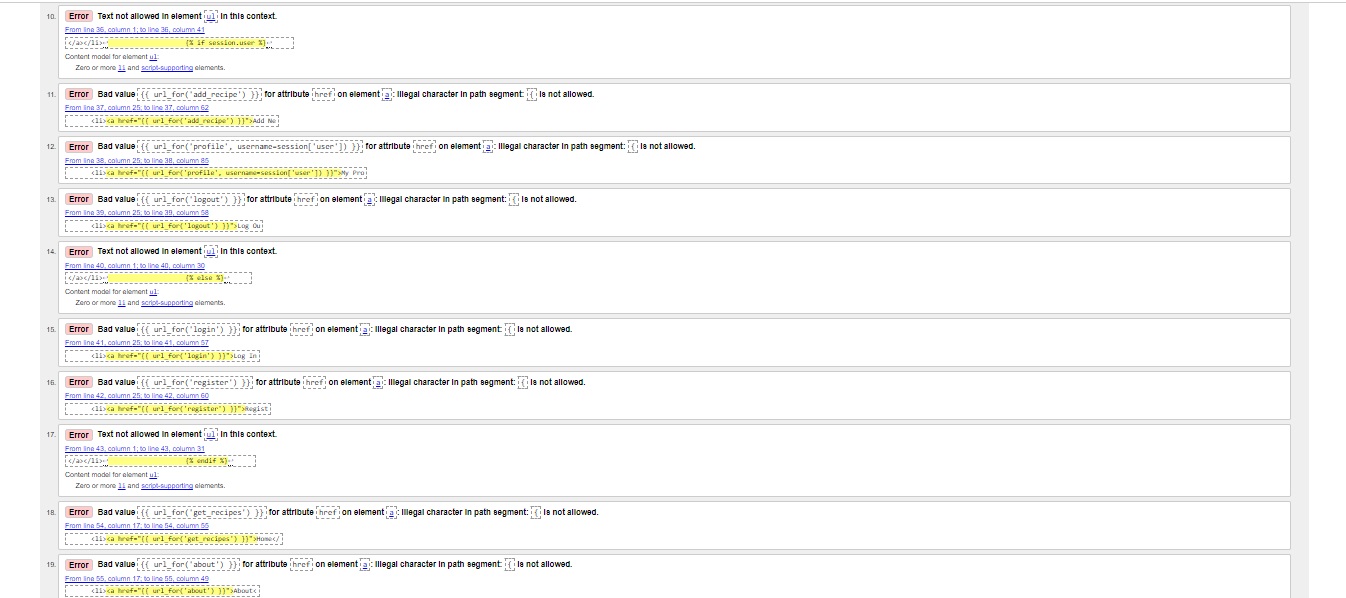 10. Error Text not allowed in element ul in this context.
From line 36, column 1; to line 36, column 41
</a></li>↩ {% if session.user %}↩
Content model for element ul:
Zero or more li and script-supporting elements.
11. Error Bad value {{ url_for('add_recipe') }} for attribute href on element a: Illegal character in path segment: { is not allowed.
From line 37, column 25; to line 37, column 62
<li><a href="{{ url_for('add_recipe') }}">Add Ne
12. Error Bad value {{ url_for('profile', username=session['user']) }} for attribute href on element a: Illegal character in path segment: { is not allowed.
From line 38, column 25; to line 38, column 85
<li><a href="{{ url_for('profile', username=session['user']) }}">My Pro
13. Error Bad value {{ url_for('logout') }} for attribute href on element a: Illegal character in path segment: { is not allowed.
From line 39, column 25; to line 39, column 58
<li><a href="{{ url_for('logout') }}">Log Ou
14. Error Text not allowed in element ul in this context.
From line 40, column 1; to line 40, column 30
</a></li>↩ {% else %}↩
Content model for element ul:
Zero or more li and script-supporting elements.
15. Error Bad value {{ url_for('login') }} for attribute href on element a: Illegal character in path segment: { is not allowed.
From line 41, column 25; to line 41, column 57
<li><a href="{{ url_for('login') }}">Log in
16. Error Bad value {{ url_for('register') }} for attribute href on element a: Illegal character in path segment: { is not allowed.
From line 42, column 25; to line 42, column 60
<li><a href="{{ url_for('register') }}">Regist
17. Error Text not allowed in element ul in this context.
From line 43, column 1; to line 43, column 31
</a></li>↩ {% endif %}↩
Content model for element ul:
Zero or more li and script-supporting elements.
18. Error Bad value {{ url_for('get_recipes') }} for attribute href on element a: Illegal character in path segment: { is not allowed.
From line 54, column 17; to line 54, column 55
<li><a href="{{ url_for('get_recipes') }}">Home</
19. Error Bad value {{ url_for('about') }} for attribute href on element a: Illegal character in path segment: { is not allowed.
From line 55, column 17; to line 55, column 49
<li><a href="{{ url_for('about') }}">About<